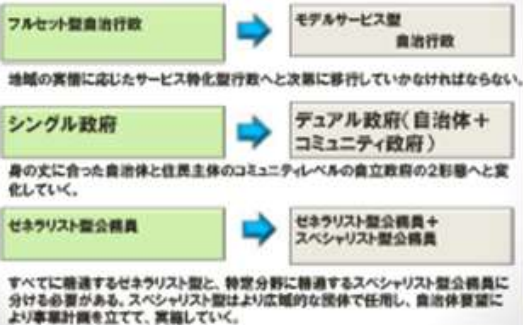 フルセット型自治行政
モデルサービス型
自治行政
地域の実情に応じたサービス特化型行政へと次第に移行していかなければならない。
シングル政府
デュアル政府(自治体+
コミュニティ政府)
身の丈に合った自治体と住民主体のコミュニティレベルの自立政府の2形態へと変
化していく。
ゼネラリスト型公務員
ゼネラリスト型公務員+
スペシャリスト型公務員
すべてに精通するゼネラリスト型と、特定分野に精通するスペシャリスト型公務員に
分ける必要がある。スペシャリスト型はより広域的な団体で任用し、自治体要望に
より事業計画を立てて、実施していく。